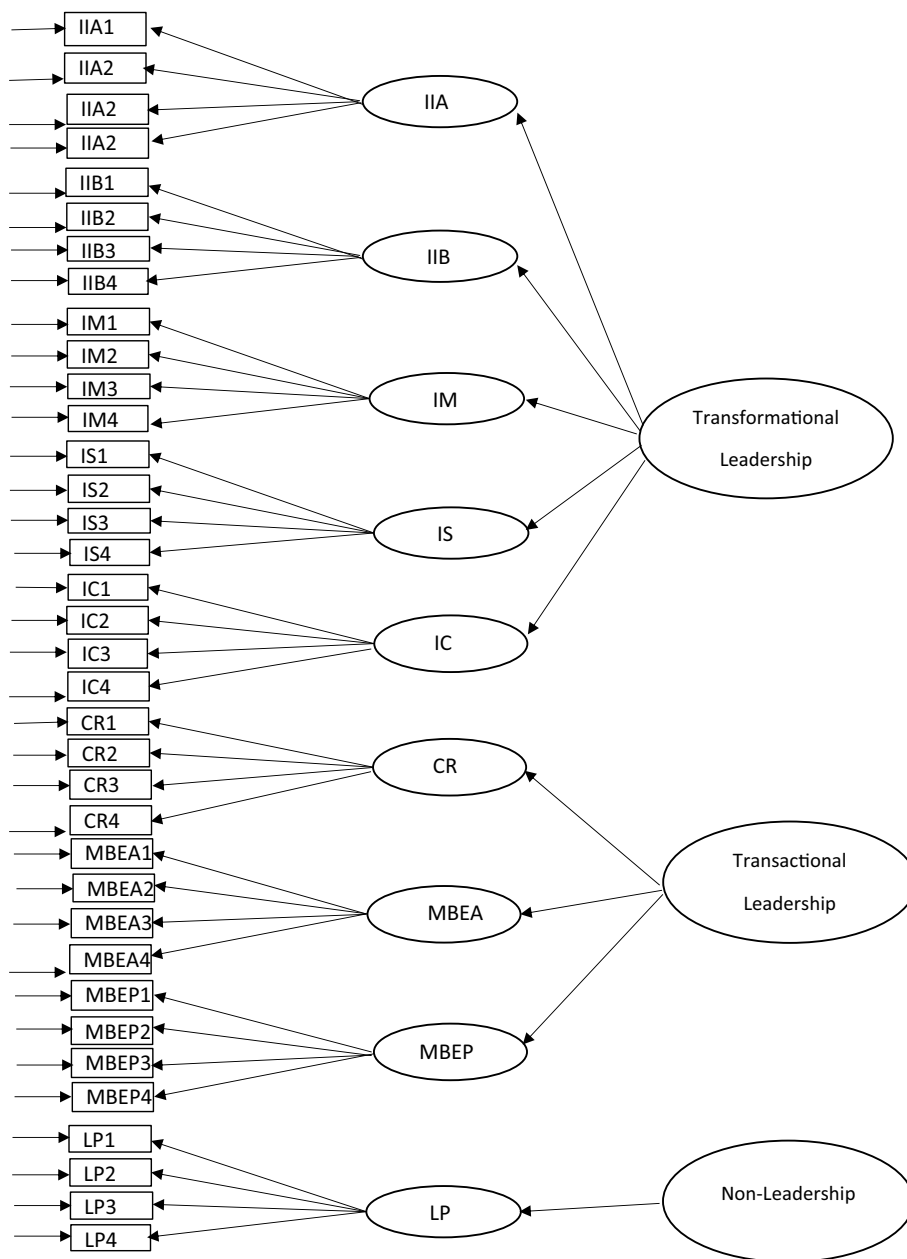 IIA1
IIA2
IIA2
IIA2
IIA
IIB1
IIB2
IIB3
IIB4
IIB
IM1
IM2
IM3
IM4
IM
IS1
IS2
IS3
IS4
IS
IC1
IC2
IC3
IC4
IC
Transformational
Leadership
CR1
CR2
CR3
CR4
CR
MBEA1
MBEA2
MBEA3
MBEA4
MBEA
MBEP1
MBEP2
MBEP3
MBEP4
MBEP
Transactional
Leadership
LP1
LP2
LP3
LP4
LP
Non-Leadership